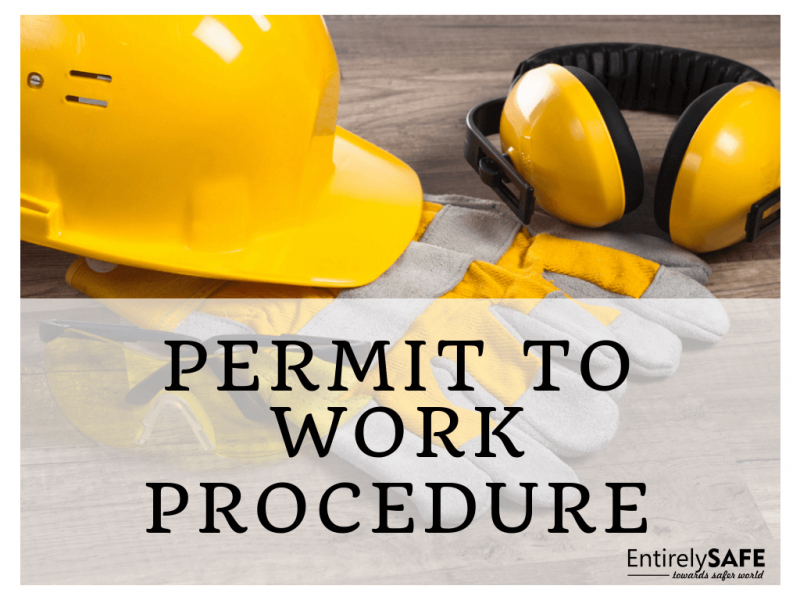 PERMIT TO
WORK
PROCEDURE
EntirelySAFE
towards safer world